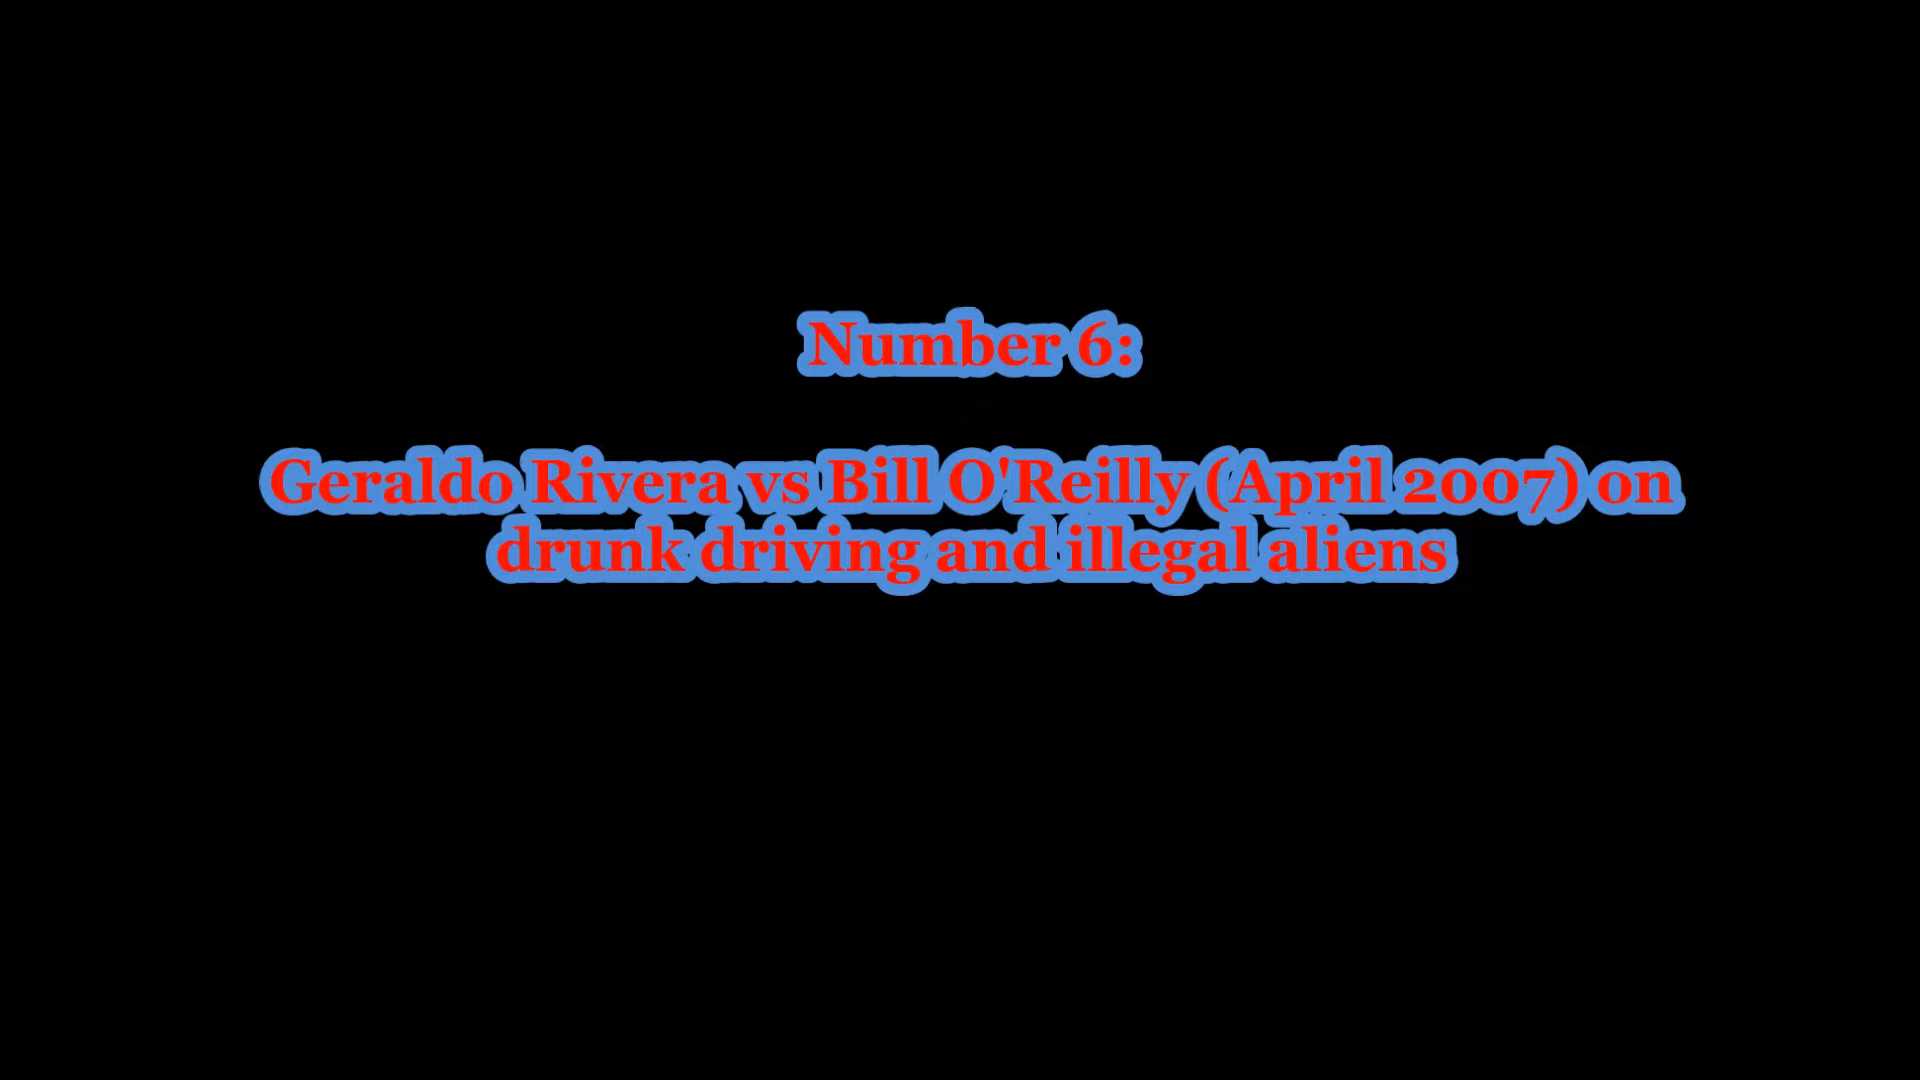 Number 6:
Geraldo Rivera vs Bill O'Reilly (April 2007) on
drunk driving and illegal aliens